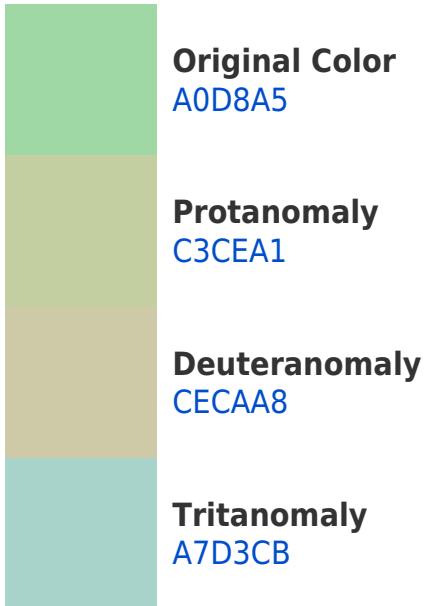 Original Color
A0D8A5
Protanomaly
C3CEA1
Deuteranomaly
CECAA8
Tritanomaly
A7D3CB